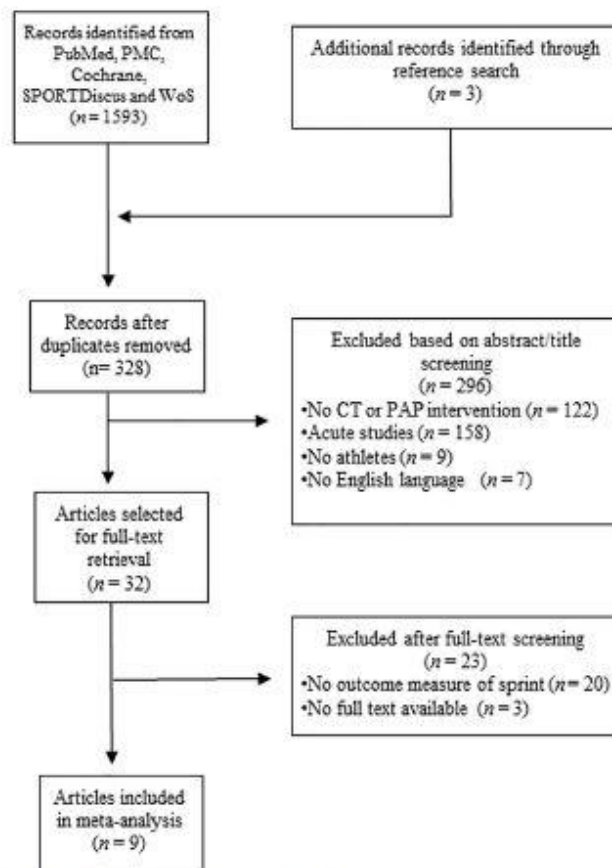 Records identified from
PubMed, PMC,
Cochrane,
SPORTDiscus and WoS
(n = 1593)
Additional records identified through
reference search
(n = 3)
Records after
duplicates removed
(n= 328)
Excluded based on abstract/title
screening
(n = 296)
•No CT or PAP intervention (n = 122)
•Acute studies (n = 158)
•No athletes (n = 9)
•No English language (n = 7)
Articles selected
for full-text
retrieval
(n = 32)
Excluded after full-text screening
(n = 23)
•No outcome measure of sprint (n = 20)
•No full text available (n = 3)
Articles included
in meta-analysis
(n = 9)